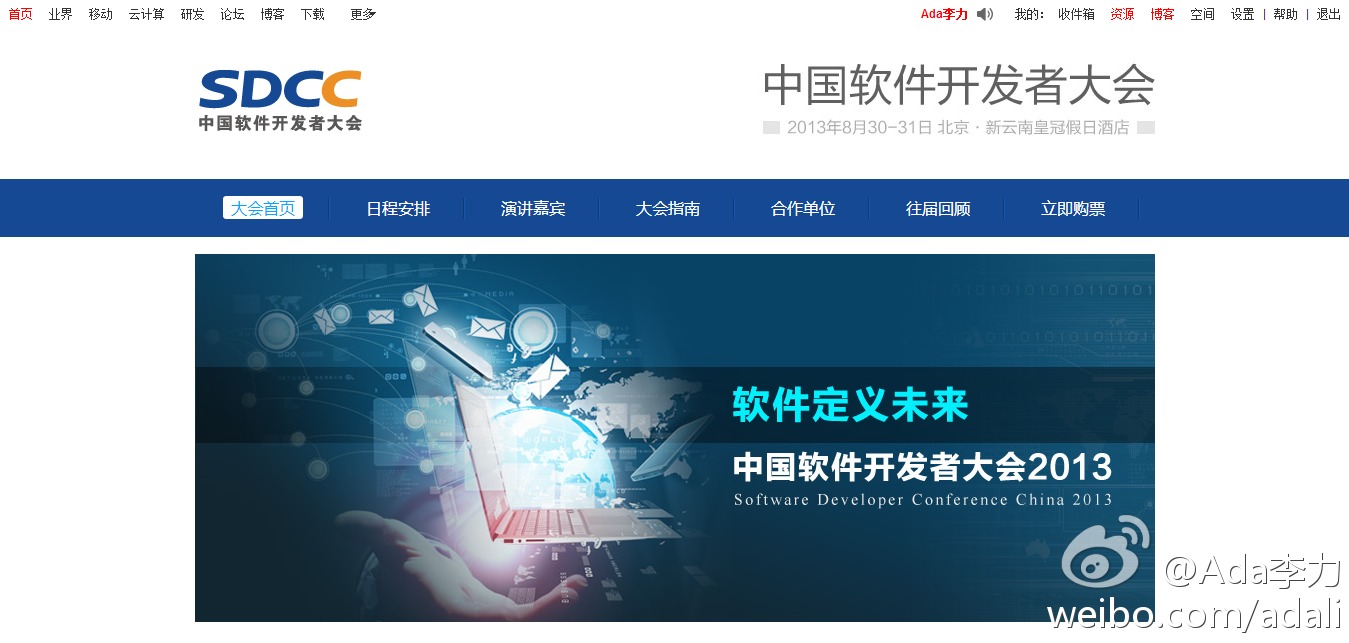 首页 业界 移动 云计算 研发 论坛 博客 下载 更多
Ada李力 我的: 收件箱 资源 博客 空间 设置 | 帮助 | 退出
SDCC
中国软件开发者大会
中国软件开发者大会
2013年8月30-31日 北京·新云南皇冠假日酒店
大会首页 日程安排 演讲嘉宾 大会指南 合作单位 往届回顾 立即购票
软件定义未来
中国软件开发者大会2013
Software Developer Conference China 2013
WORLD
@Ada李力
weibo.com/adali